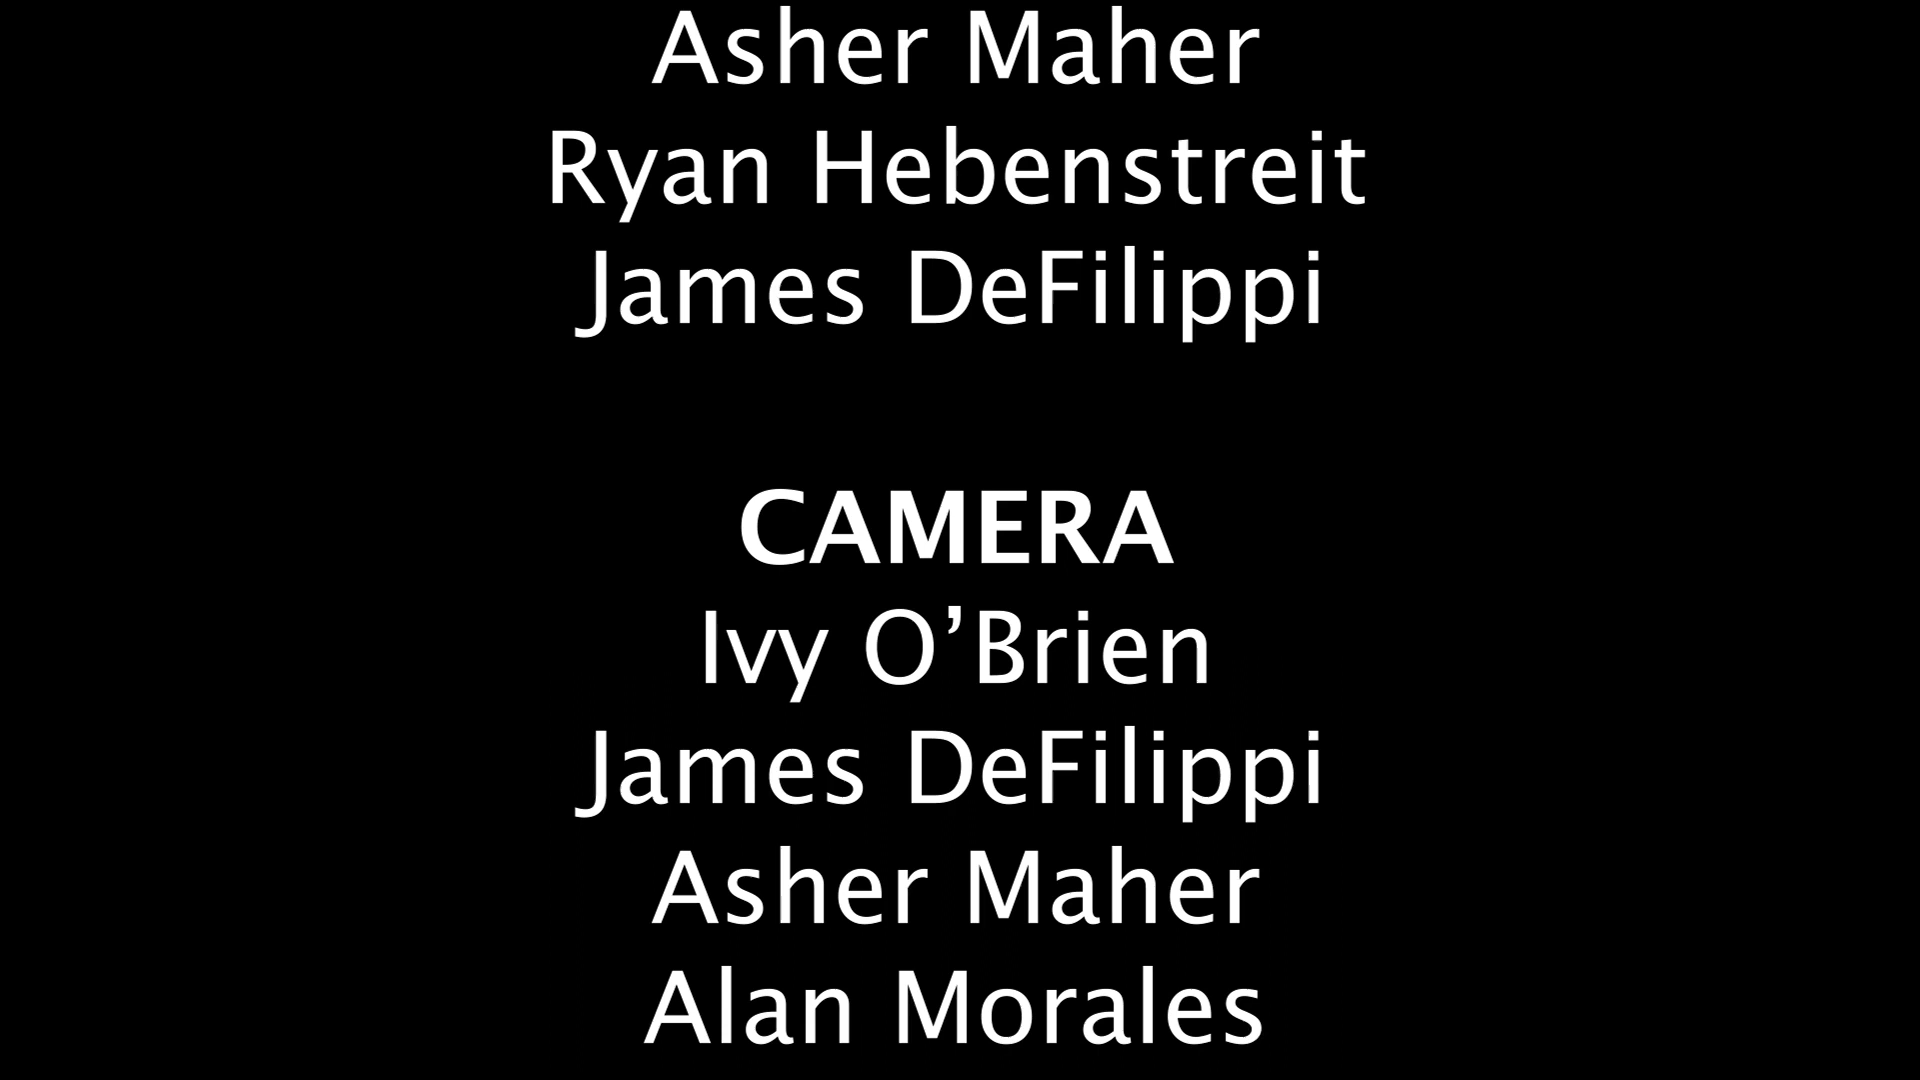 Asher Maher
Ryan Hebenstreit
James DeFilippi
CAMERA
Ivy O’Brien
James DeFilippi
Asher Maher
Alan Morales